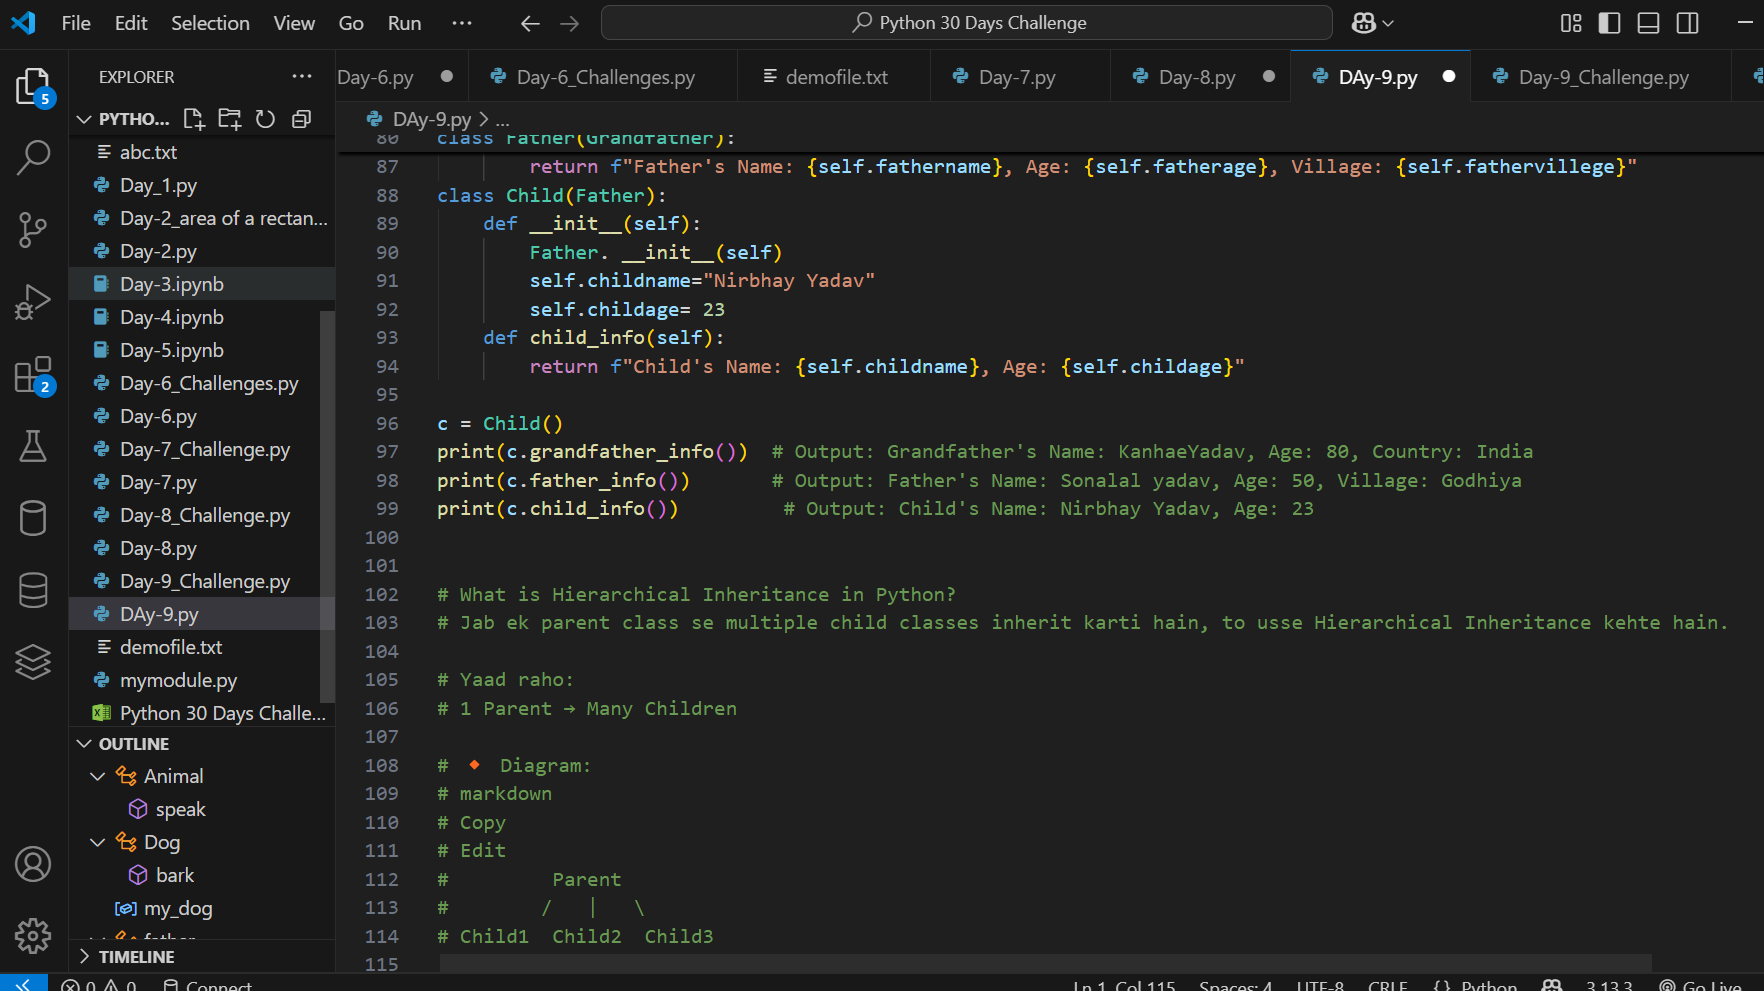 File Edit Selection View Go Run ··· Python 30 Days Challenge
EXPLORER ···
Day-6.py Day-6_Challenges.py demofile.txt Day-7.py Day-8.py DAy-9.py Day-9_Challenge.py
PYTHO...
5
abc.txt
Day_1.py
Day-2_area of a rectan...
Day-2.py
Day-3.ipynb
Day-4.ipynb
Day-5.ipynb
2
Day-6_Challenges.py
Day-6.py
Day-7_Challenge.py
Day-7.py
Day-8_Challenge.py
Day-8.py
Day-9_Challenge.py
DAy-9.py
demofile.txt
mymodule.py
Python 30 Days Challe...
OUTLINE
Animal
speak
Dog
bark
my_dog
father
TIMELINE
DAy-9.py > ...
80 class Father(Grandfather):
87 return f"Father's Name: {self.fathername}, Age: {self.fatherage}, Village: {self.fathervillege}"
88 class Child(Father):
89 def __init__(self):
90 Father. __init__(self)
91 self.childname="Nirbhay Yadav"
92 self.childage= 23
93 def child_info(self):
94 return f"Child's Name: {self.childname}, Age: {self.childage}"
95
96 c = Child()
97 print(c.grandfather_info()) # Output: Grandfather's Name: KanhaeYadav, Age: 80, Country: India
98 print(c.father_info()) # Output: Father's Name: Sonalal yadav, Age: 50, Village: Godhiya
99 print(c.child_info()) # Output: Child's Name: Nirbhay Yadav, Age: 23
100
101
102 # What is Hierarchical Inheritance in Python?
103 # Jab ek parent class se multiple child classes inherit karti hain, to usse Hierarchical Inheritance kehte hain.
104
105 # Yaad raho:
106 # 1 Parent → Many Children
107
108 # 🔸 Diagram:
109 # markdown
110 # Copy
111 # Edit
112 # Parent
113 # / | \
114 # Child1 Child2 Child3
115
0 0 Connect Ln 1, Col 115 Spaces: 4 UTF-8 CRLF {} Python 3.13.3 Go Live